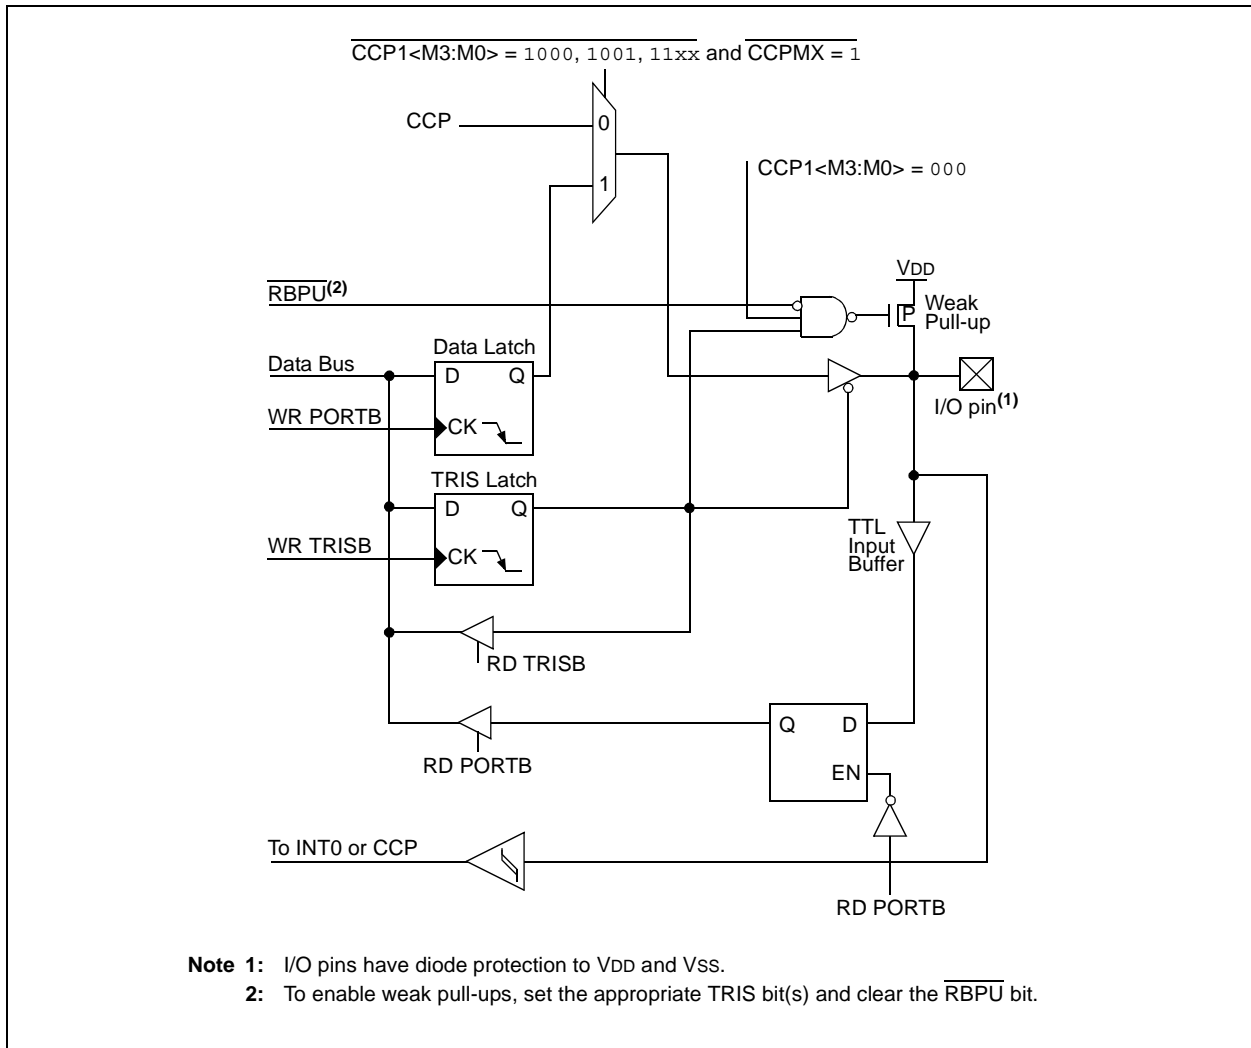 CCP1<M3:M0> = 1000, 1001, 11xx and CCPMX = 1
CCP
0
1
CCP1<M3:M0> = 000
VDD
RBPU(2)
P
Weak
Pull-up
Data Latch
Data Bus
D Q
I/O pin(1)
WR PORTB
CK
TRIS Latch
D Q
TTL
Input
Buffer
WR TRISB
CK
RD TRISB
Q D
RD PORTB
EN
To INT0 or CCP
RD PORTB
Note 1: I/O pins have diode protection to VDD and VSS.
2: To enable weak pull-ups, set the appropriate TRIS bit(s) and clear the RBPU bit.